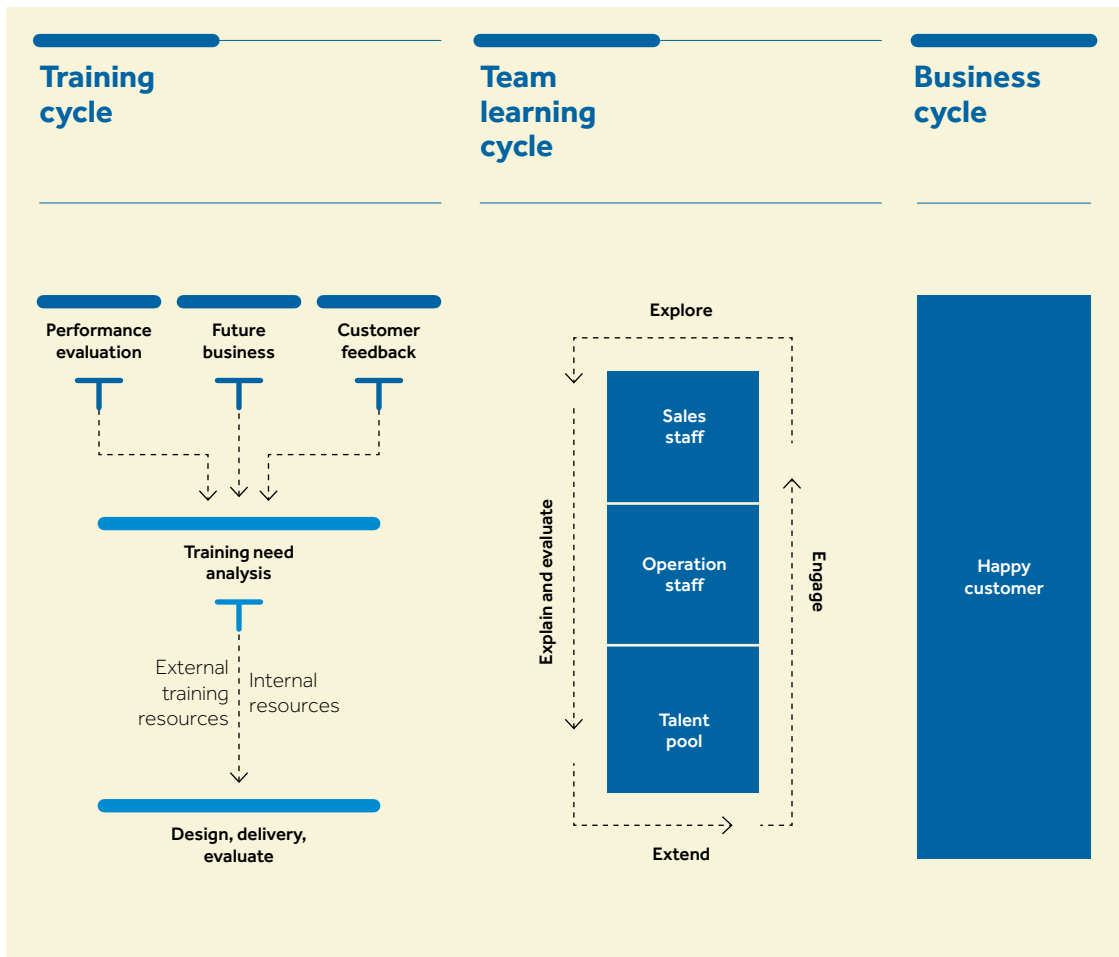 Training
cycle
Team
learning
cycle
Business
cycle
Performance
evaluation
Future
business
Customer
feedback
Training need
analysis
External
training
resources
Internal
resources
Design, delivery,
evaluate
Explore
Explain and evaluate
Sales
staff
Operation
staff
Talent
pool
Engage
Extend
Happy
customer